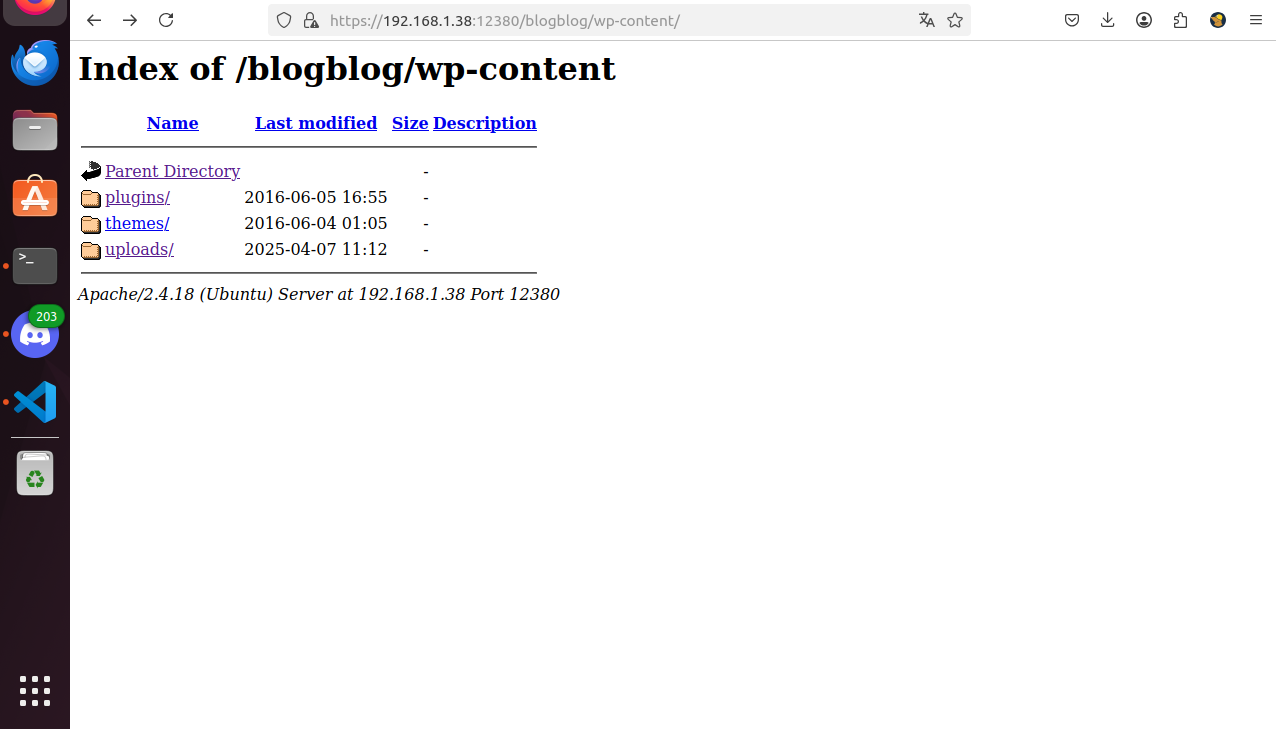 https://192.168.1.38:12380/blogblog/wp-content/
Index of /blogblog/wp-content
Name Last modified Size Description
Parent Directory -
plugins/ 2016-06-05 16:55 -
themes/ 2016-06-04 01:05 -
uploads/ 2025-04-07 11:12 -
Apache/2.4.18 (Ubuntu) Server at 192.168.1.38 Port 12380
>_
203